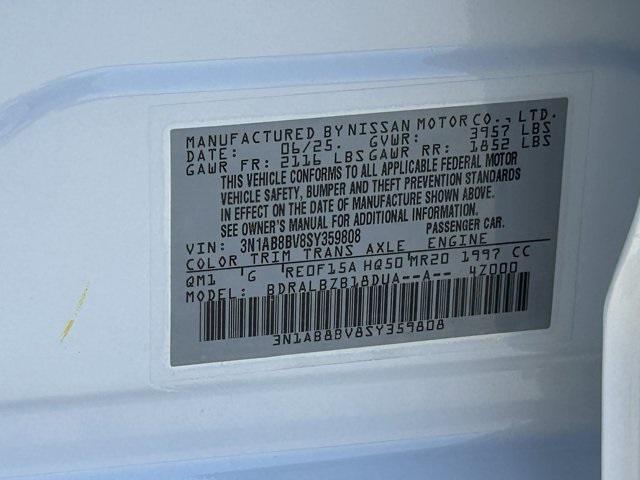 MANUFACTURED BY NISSAN MOTOR CO., LTD.
DATE: 06/25. GVWR: 3957 LBS
GAWR FR: 2116 LBS GAWR RR: 1852 LBS
THIS VEHICLE CONFORMS TO ALL APPLICABLE FEDERAL MOTOR
VEHICLE SAFETY, BUMPER AND THEFT PREVENTION STANDARDS
IN EFFECT ON THE DATE OF MANUFACTURE SHOWN ABOVE.
SEE OWNER'S MANUAL FOR ADDITIONAL INFORMATION.
VIN: 3N1AB8BV8SY359808 PASSENGER CAR.
COLOR TRIM TRANS AXLE ENGINE
QM1 G RE0F15A HQ50 MR20 1997 CC
MODEL: BDRALBZB18DUA--A-- 4Z000
3N1AB8BV8SY359808